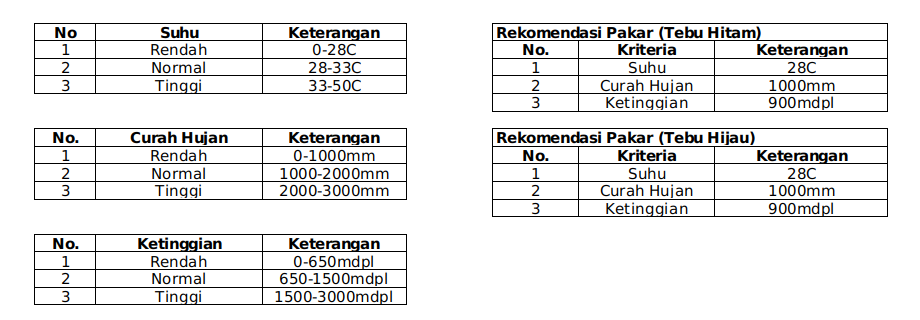 No Suhu Keterangan
1 Rendah 0-28C
2 Normal 28-33C
3 Tinggi 33-50C
No. Curah Hujan Keterangan
1 Rendah 0-1000mm
2 Normal 1000-2000mm
3 Tinggi 2000-3000mm
No. Ketinggian Keterangan
1 Rendah 0-650mdpl
2 Normal 650-1500mdpl
3 Tinggi 1500-3000mdpl
Rekomendasi Pakar (Tebu Hitam)
No. Kriteria Keterangan
1 Suhu 28C
2 Curah Hujan 1000mm
3 Ketinggian 900mdpl
Rekomendasi Pakar (Tebu Hijau)
No. Kriteria Keterangan
1 Suhu 28C
2 Curah Hujan 1000mm
3 Ketinggian 900mdpl